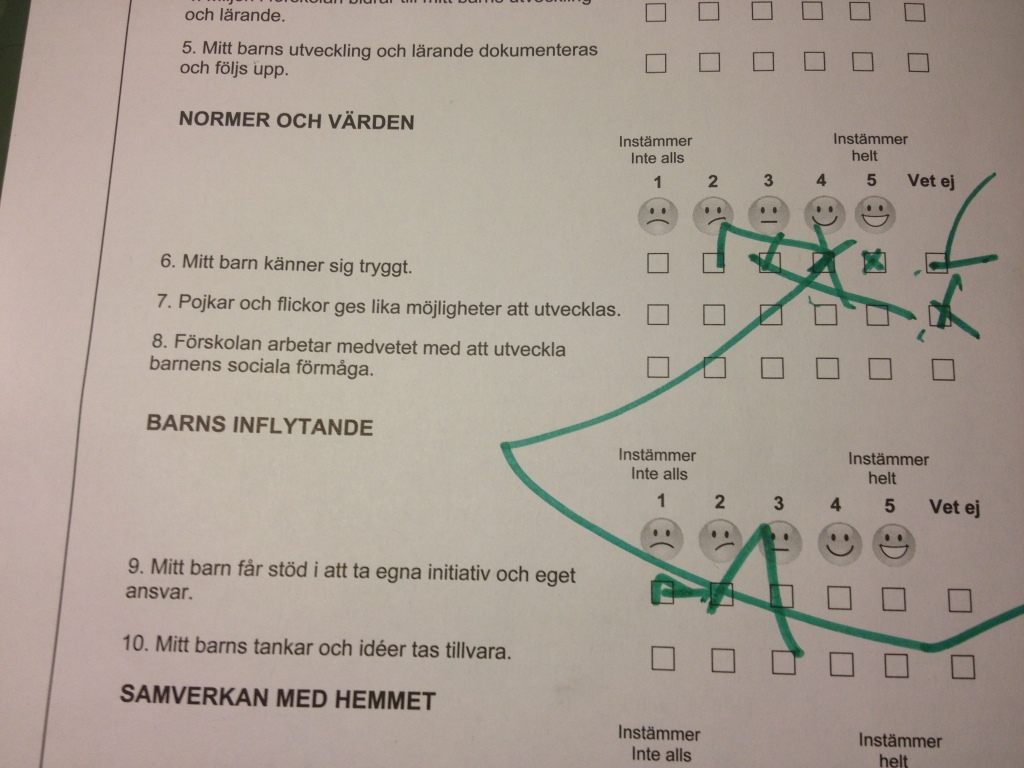 och lärande.
5. Mitt barns utveckling och lärande dokumenteras
och följs upp.
NORMER OCH VÄRDEN
Instämmer Instämmer
Inte alls helt
1 2 3 4 5 Vet ej
6. Mitt barn känner sig tryggt.
7. Pojkar och flickor ges lika möjligheter att utvecklas.
8. Förskolan arbetar medvetet med att utveckla
barnens sociala förmåga.
BARNS INFLYTANDE
Instämmer Instämmer
Inte alls helt
1 2 3 4 5 Vet ej
9. Mitt barn får stöd i att ta egna initiativ och eget
ansvar.
10. Mitt barns tankar och idéer tas tillvara.
SAMVERKAN MED HEMMET
Instämmer Instämmer
Inte alls helt